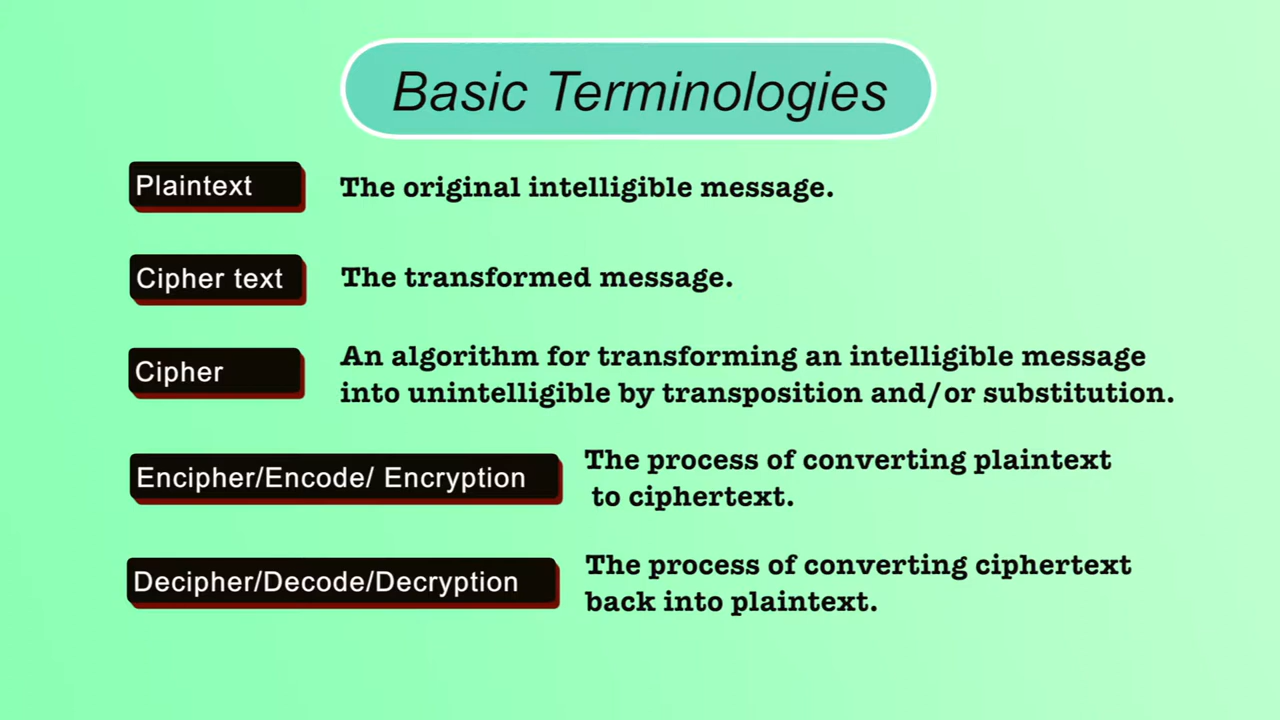 Basic Terminologies
Plaintext
The original intelligible message.
Cipher text
The transformed message.
Cipher
An algorithm for transforming an intelligible message
into unintelligible by transposition and/or substitution.
Encipher/Encode/ Encryption
The process of converting plaintext
to ciphertext.
Decipher/Decode/Decryption
The process of converting ciphertext
back into plaintext.